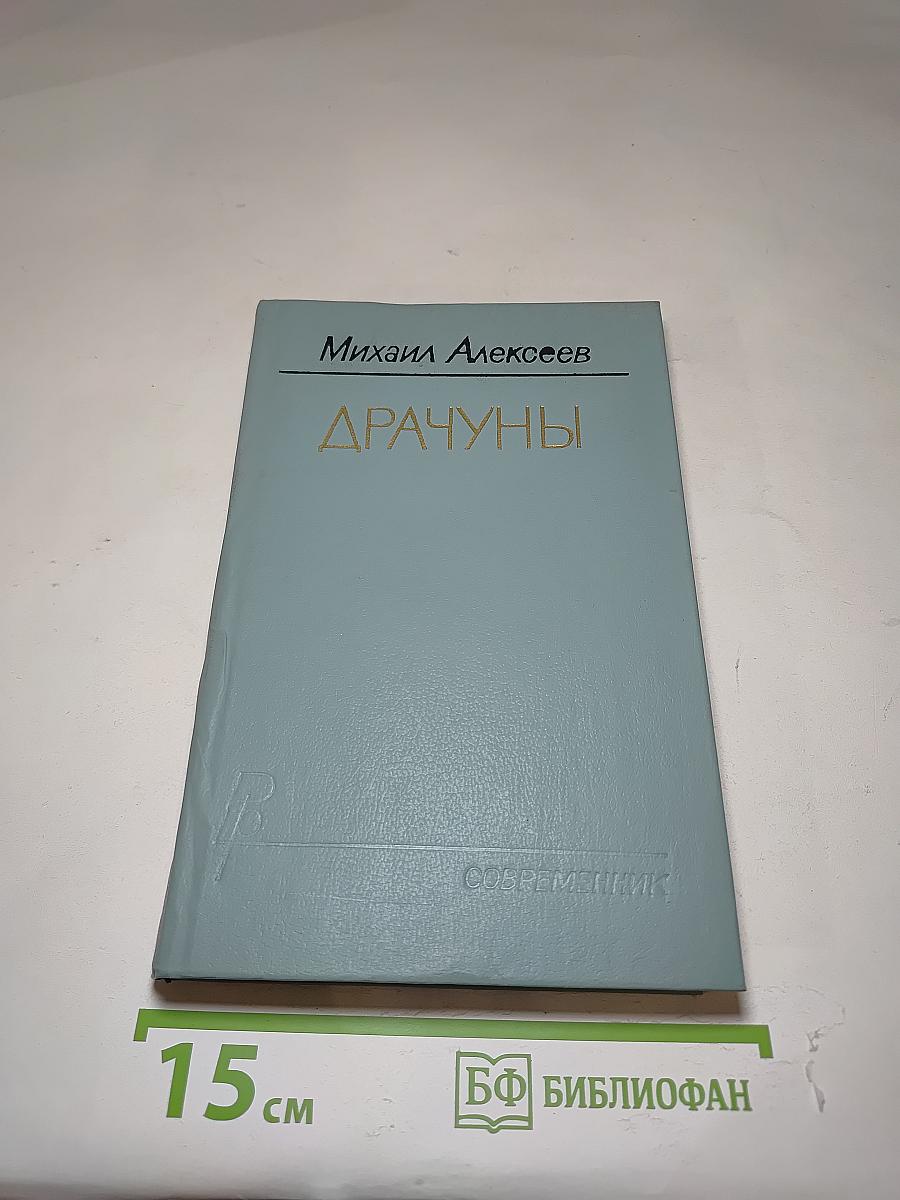 Михаил Алексеев
ДРАЧУНЫ
СОВРЕМЕННИК
15 см
БФ БИБЛИОФАН